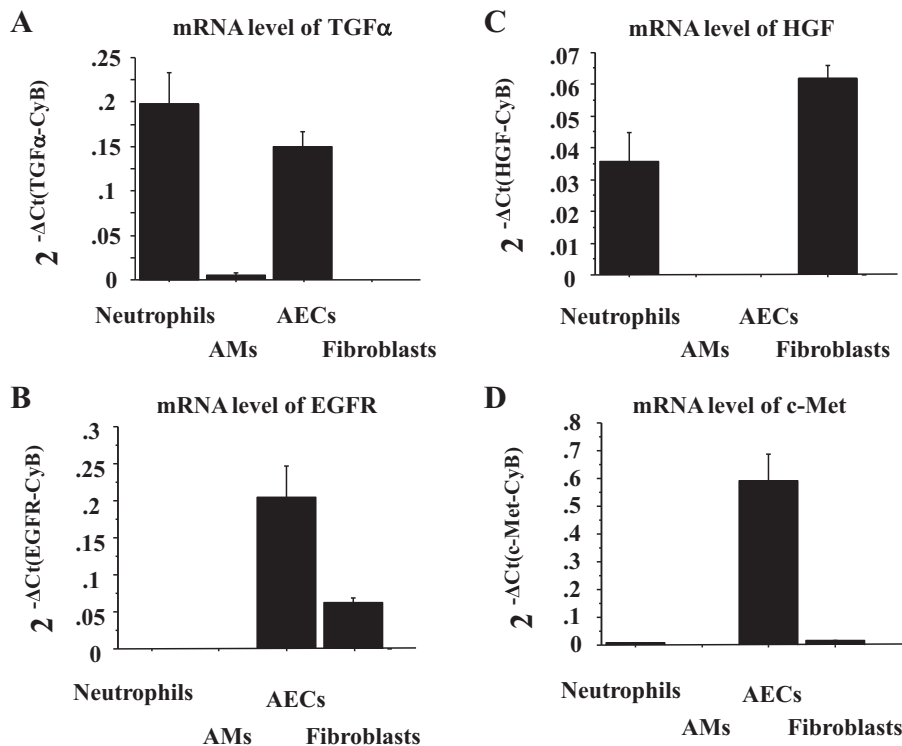 A
mRNA level of TGFα
2 -ΔCt(TGFα-CyB)
.25
.2
.15
.1
.05
0
Neutrophils
AMs
AECs
Fibroblasts
C
mRNA level of HGF
2 -ΔCt(HGF-CyB)
.07
.06
.05
.04
.03
.02
.01
0
Neutrophils
AMs
AECs
Fibroblasts
B
mRNA level of EGFR
2 -ΔCt(EGFR-CyB)
.3
.25
.2
.15
.1
.05
0
Neutrophils
AMs
AECs
Fibroblasts
D
mRNA level of c-Met
2 -ΔCt(c-Met-CyB)
.8
.7
.6
.5
.4
.3
.2
.1
0
Neutrophils
AMs
AECs
Fibroblasts